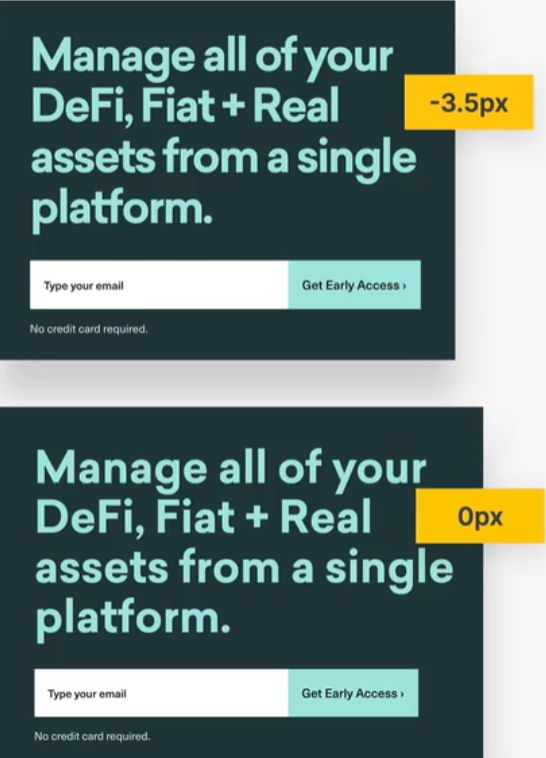 Manage all of your
DeFi, Fiat + Real
-3.5px
assets from a single
platform.
Type your email
Get Early Access ›
No credit card required.
Manage all of your
DeFi, Fiat + Real
0px
assets from a single
platform.
Type your email
Get Early Access ›
No credit card required.